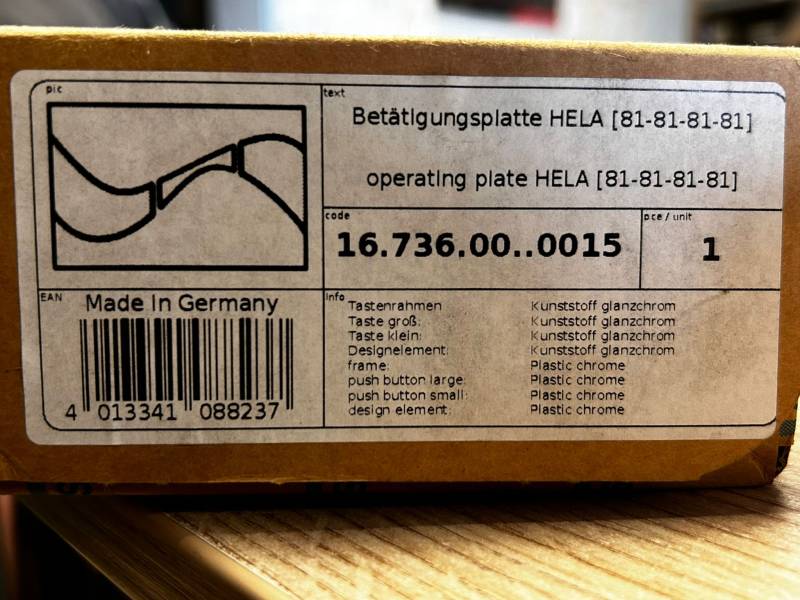 pic
text
Betätigungsplatte HELA [81-81-81-81]
operating plate HELA [81-81-81-81]
code
16.736.00..0015
pce / unit
1
EAN
Made in Germany
4 013341 088237
info
Tastenrahmen Kunststoff glanzchrom
Taste groß: Kunststoff glanzchrom
Taste klein: Kunststoff glanzchrom
Designelement: Kunststoff glanzchrom
frame: Plastic chrome
push button large: Plastic chrome
push button small: Plastic chrome
design element: Plastic chrome